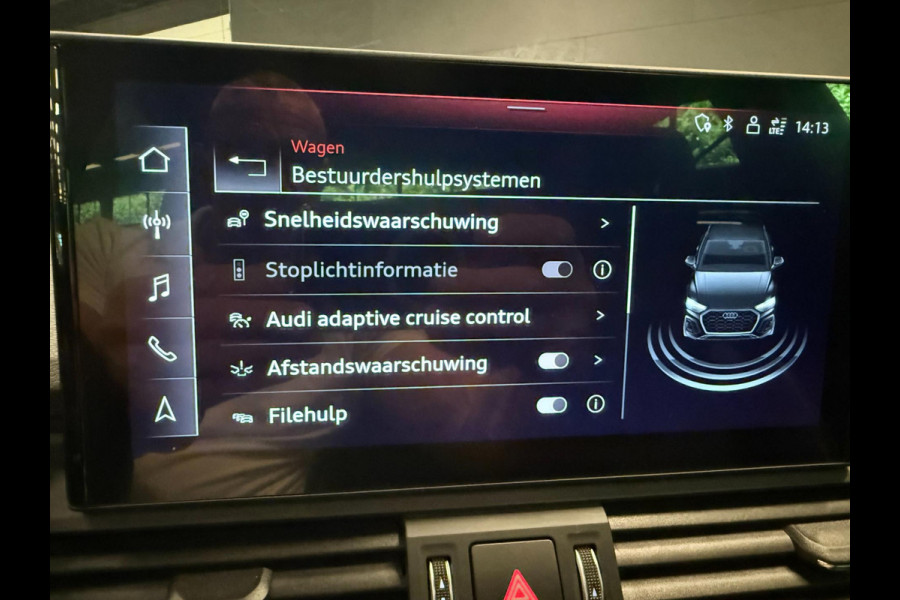 14:13
Wagen
Bestuurdershulpsystemen
Snelheidswaarschuwing
Stoplichtinformatie
Audi adaptive cruise control
Afstandswaarschuwing
Filehulp